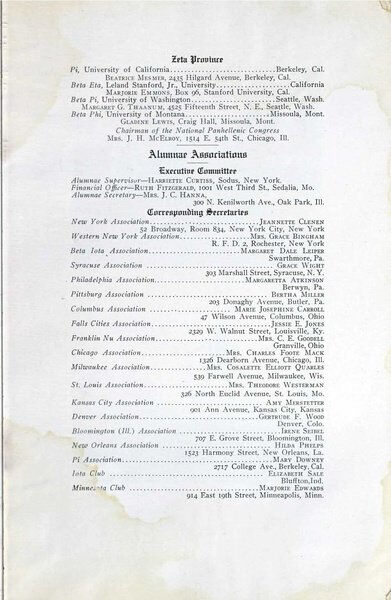 Zeta Province
Pi, University of California..............................Berkeley, Cal.
Beatrice Mesmer, 2435 Hilgard Avenue, Berkeley, Cal.
Beta Eta, Leland Stanford, Jr., University.....................California
Marjorie Emmons, Box 96, Stanford University, Cal.
Beta Pi, University of Washington........................Seattle, Wash.
Margaret G. Thaanum, 4525 Fifteenth Street, N. E., Seattle, Wash.
Beta Phi, University of Montana........................Missoula, Mont.
Gladine Lewis, Craig Hall, Missoula, Mont.
Chairman of the National Panhellenic Congress
Mrs. J. H. McElroy, 1514 E. 54th St., Chicago, Ill.
Alumnae Associations
Executive Committee
Alumnae Supervisor—Harriette Curtiss, Sodus, New York.
Financial Officer—Ruth Fitzgerald, 1001 West Third St., Sedalia, Mo.
Alumnae Secretary—Mrs. J. C. Hanna,
300 N. Kenilworth Ave., Oak Park, Ill.
Corresponding Secretaries
New York Association..............................Jeannette Clenen
52 Broadway, Room 834, New York City, New York
Western New York Association....................Mrs. Grace Bingham
R. F. D. 2, Rochester, New York
Beta Iota Association..........................Margaret Dale Leiper
Swarthmore, Pa.
Syracuse Association ..............................Grace Wight
303 Marshall Street, Syracuse, N. Y.
Philadelphia Association........................Margaretta Atkinson
Berwyn, Pa.
Pittsburg Association ..............................Bertha Miller
203 Donaghy Avenue, Butler, Pa.
Columbus Association ....................Marie Josephine Carroll
47 Wilson Avenue, Columbus, Ohio
Falls Cities Association..........................Jessie E. Jones
2329 W. Walnut Street, Louisville, Ky.
Franklin Nu Association........................Mrs. C. E. Goodell
Granville, Ohio
Chicago Association....................Mrs. Charles Foote Mack
1326 Dearborn Avenue, Chicago, Ill.
Milwaukee Association..............Mrs. Cosalette Elliott Quarles
539 Farwell Avenue, Milwaukee, Wis.
St. Louis Association....................Mrs. Theodore Westerman
326 North Euclid Avenue, St. Louis, Mo.
Kansas City Association ........................Amy Merstetter
901 Ann Avenue, Kansas City, Kansas
Denver Association..............................Gertrude F. Wood
Denver, Colo.
Bloomington (Ill.) Association ........................Irene Seibel
707 E. Grove Street, Bloomington, Ill.
New Orleans Association ........................Hilda Phelps
1523 Harmony Street, New Orleans, La.
Pi Association....................................Mary Downey
2717 College Ave., Berkeley, Cal.
Iota Club ......................................Elizabeth Sale
Bluffton, Ind.
Minnesota Club ..............................Marjorie Edwards
914 East 19th Street, Minneapolis, Minn.